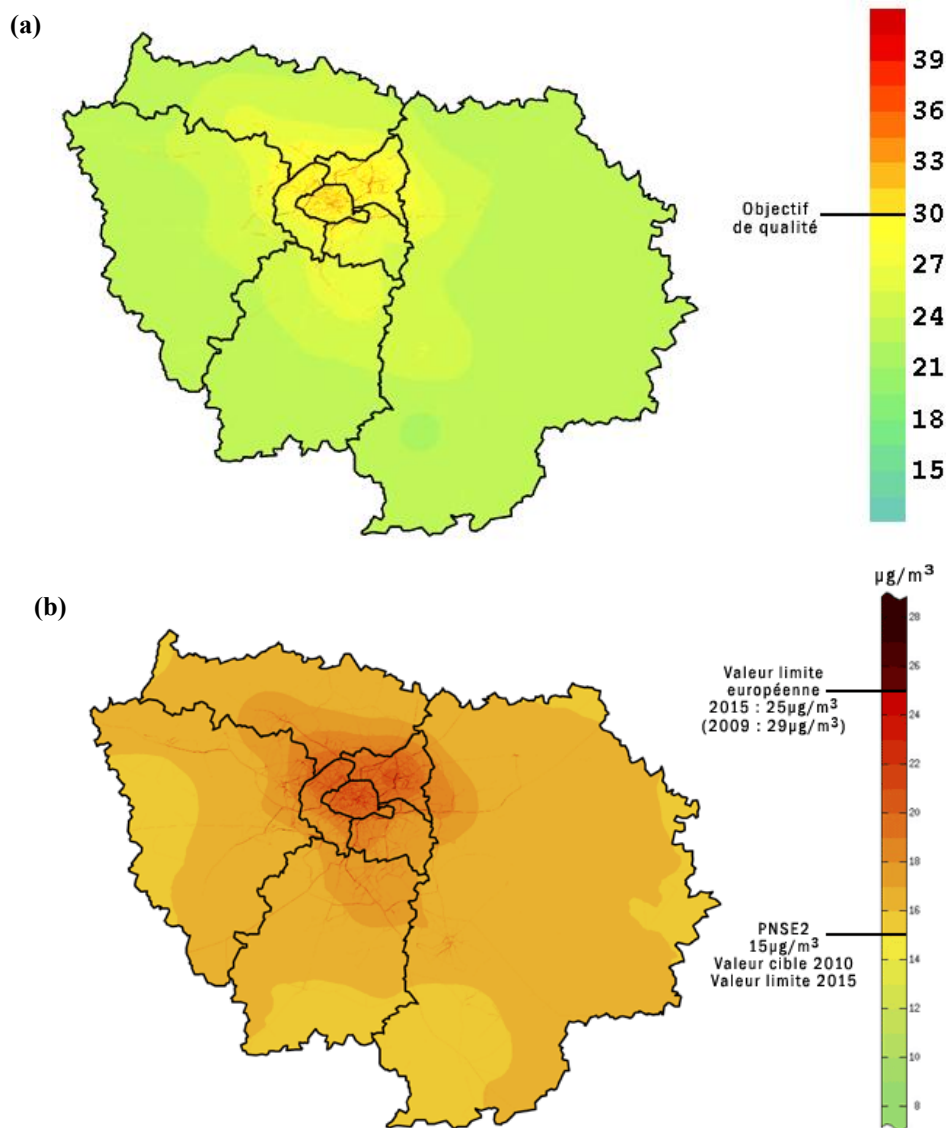 (a)
39
36
33
Objectif
de qualité
30
27
24
21
18
15
(b)
µg/m³
28
26
Valeur limite
européenne
2015 : 25µg/m³
(2009 : 29µg/m³)
24
22
20
18
16
PNSE2
15µg/m³
Valeur cible 2010
Valeur limite 2015
14
12
10
8